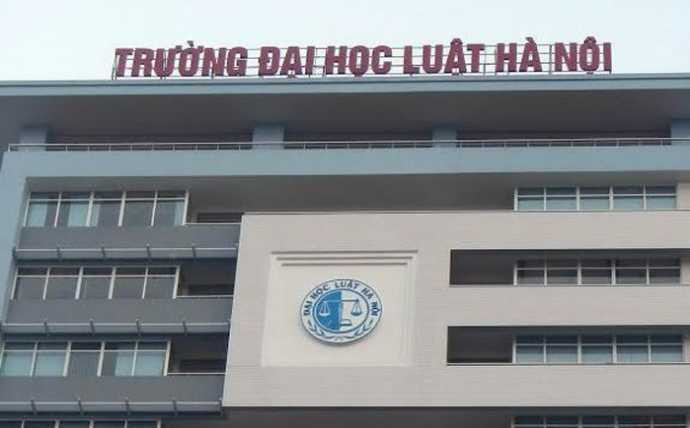 TRƯỜNG ĐẠI HỌC LUẬT HÀ NỘI
ĐẠI HỌC LUẬT HÀ NỘI